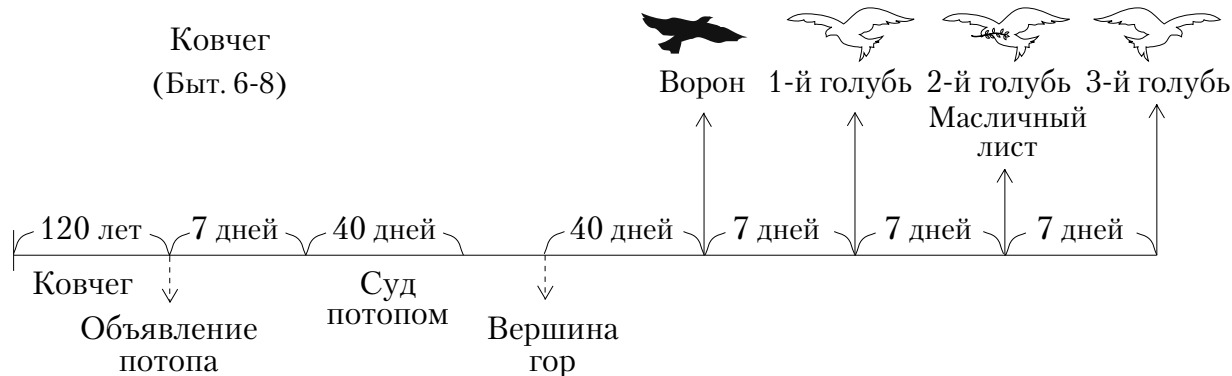 Ковчег
(Быт. 6-8)
Ворон 1-й голубь 2-й голубь 3-й голубь
Масличный
лист
120 лет 7 дней 40 дней 40 дней 7 дней 7 дней 7 дней
Ковчег
Объявление
потопа
Суд
потопом
Вершина
гор